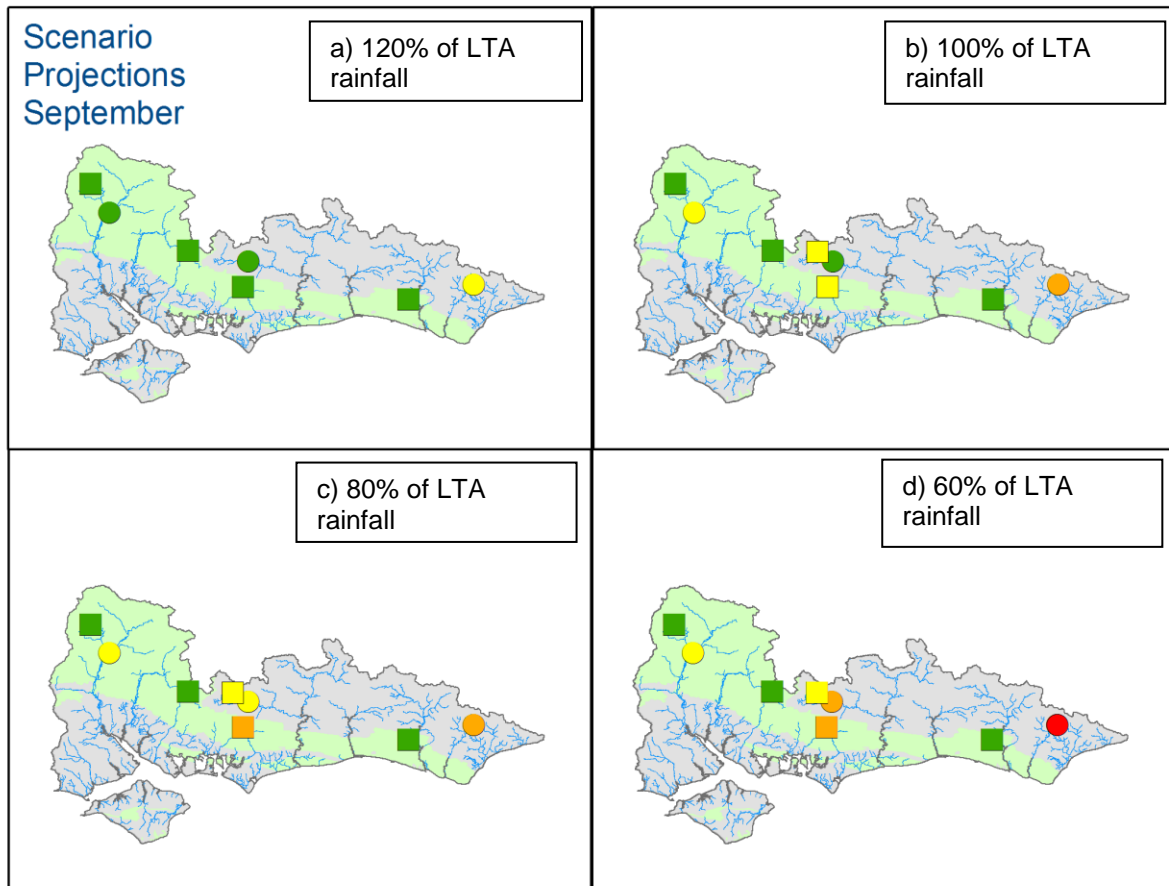 Scenario
Projections
September
a) 120% of LTA
rainfall
b) 100% of LTA
rainfall
c) 80% of LTA
rainfall
d) 60% of LTA
rainfall